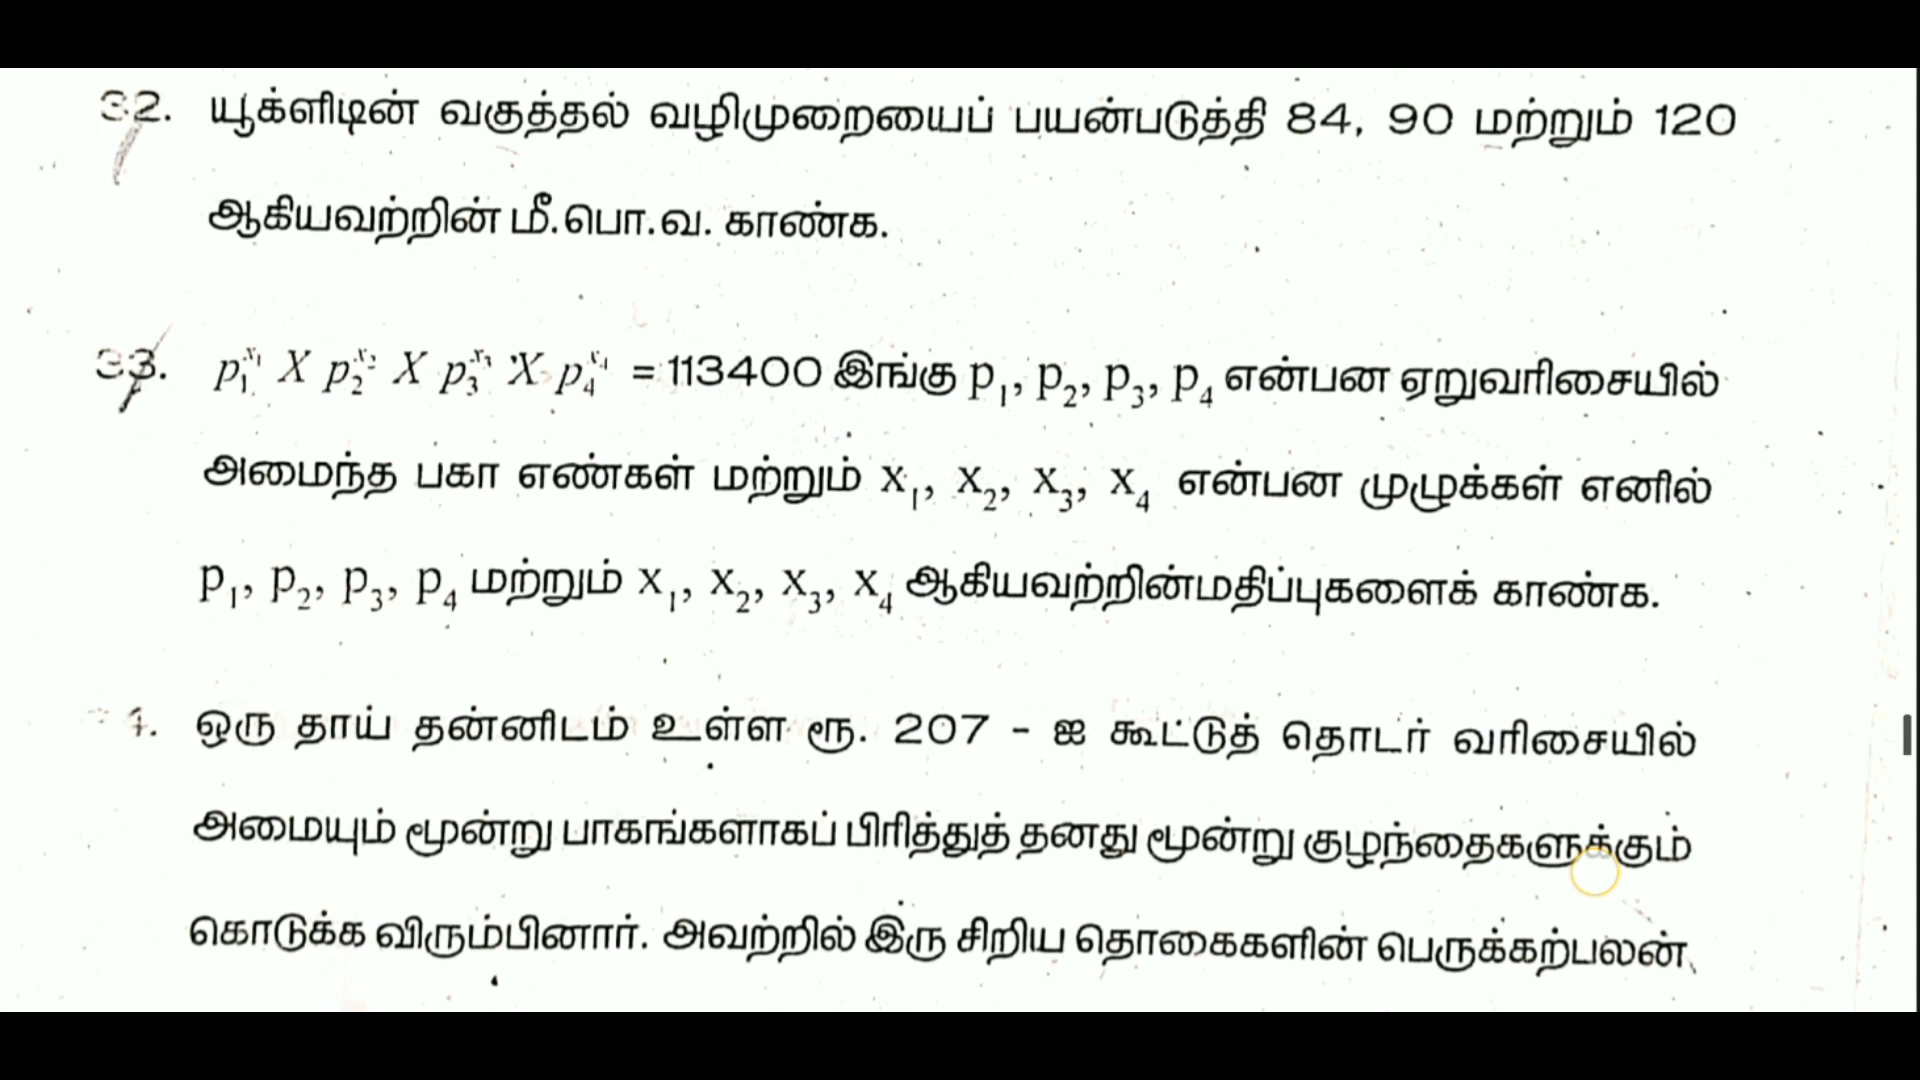 32. யூக்ளிடின் வகுத்தல் வழிமுறையைப் பயன்படுத்தி 84, 90 மற்றும் 120
ஆகியவற்றின் மீ.பொ.வ. காண்க.
33. p₁^x₁ X p₂^x₂ X p₃^x₃ X p₄^x₄ = 113400 இங்கு p₁, p₂, p₃, p₄ என்பன ஏறுவரிசையில்
அமைந்த பகா எண்கள் மற்றும் x₁, x₂, x₃, x₄ என்பன முழுக்கள் எனில்
p₁, p₂, p₃, p₄ மற்றும் x₁, x₂, x₃, x₄ ஆகியவற்றின்மதிப்புகளைக் காண்க.
4. ஒரு தாய் தன்னிடம் உள்ள ரூ. 207 - ஐ கூட்டுத் தொடர் வரிசையில்
அமையும் மூன்று பாகங்களாகப் பிரித்துத் தனது மூன்று குழந்தைகளுக்கும்
கொடுக்க விரும்பினார். அவற்றில் இரு சிறிய தொகைகளின் பெருக்கற்பலன்